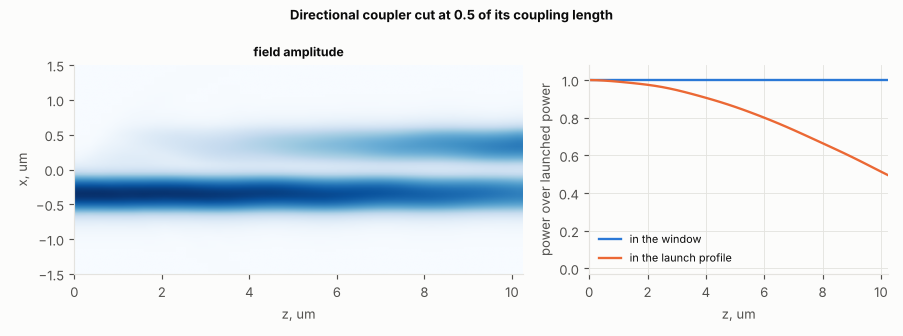 Directional coupler cut at 0.5 of its coupling length
field amplitude
1.5
1.0
0.5
0.0
−0.5
−1.0
−1.5
x, um
0 2 4 6 8 10
z, um
1.0
0.8
0.6
0.4
0.2
0.0
power over launched power
in the window
in the launch profile
0 2 4 6 8 10
z, um